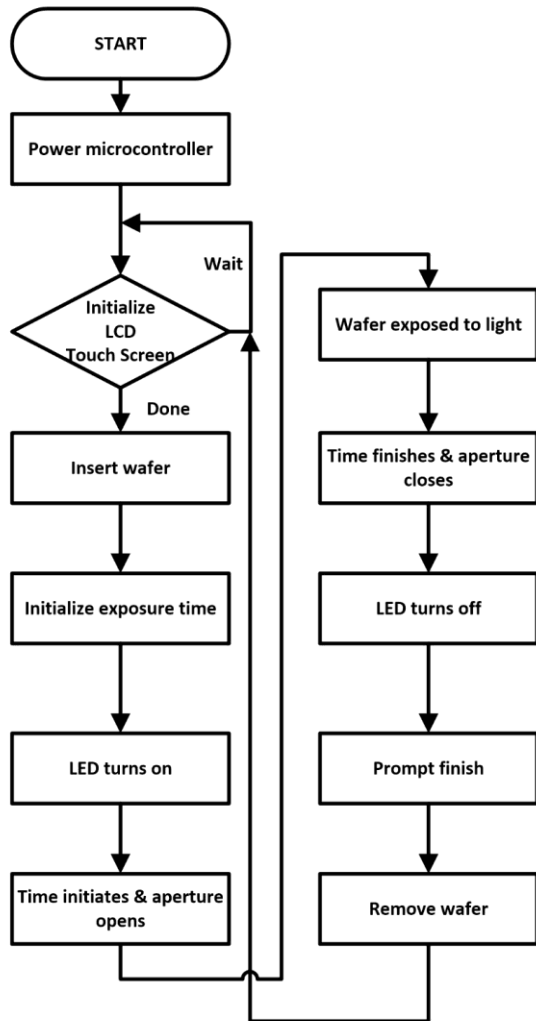 START
Power microcontroller
Wait
Initialize
LCD
Touch Screen
Done
Insert wafer
Initialize exposure time
LED turns on
Time initiates & aperture
opens
Wafer exposed to light
Time finishes & aperture
closes
LED turns off
Prompt finish
Remove wafer